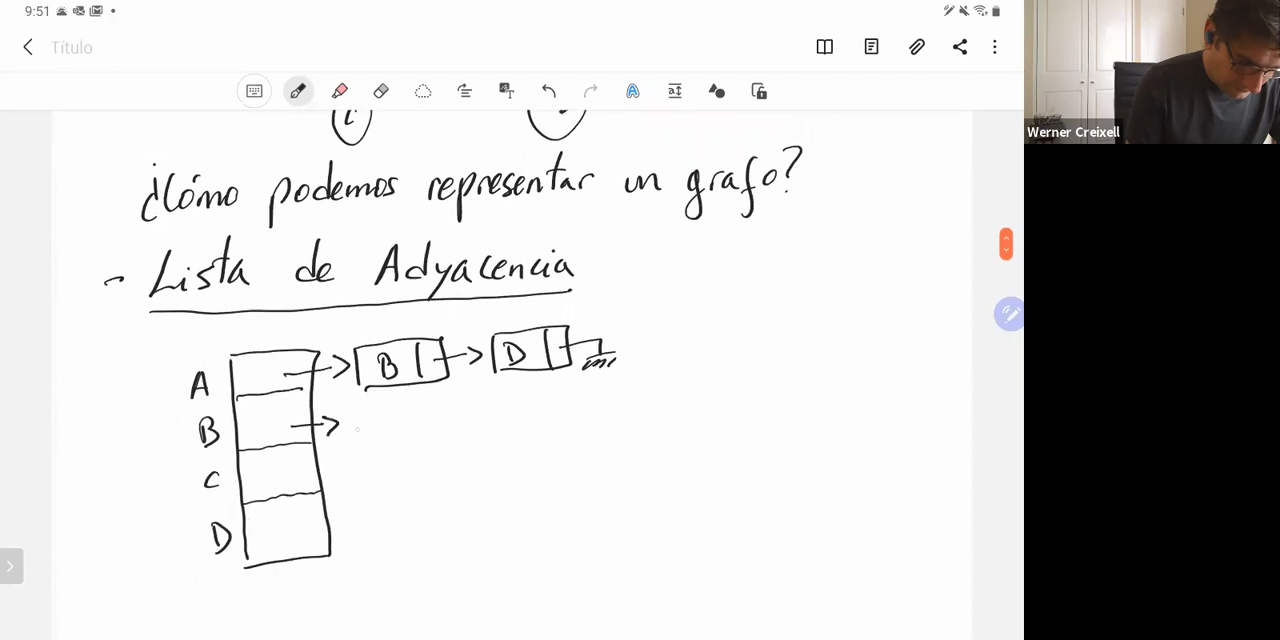 9:51
Título
Werner Creixell
¿Cómo podemos representar un grafo?
- Lista de Adyacencia
A B D
B
C
D